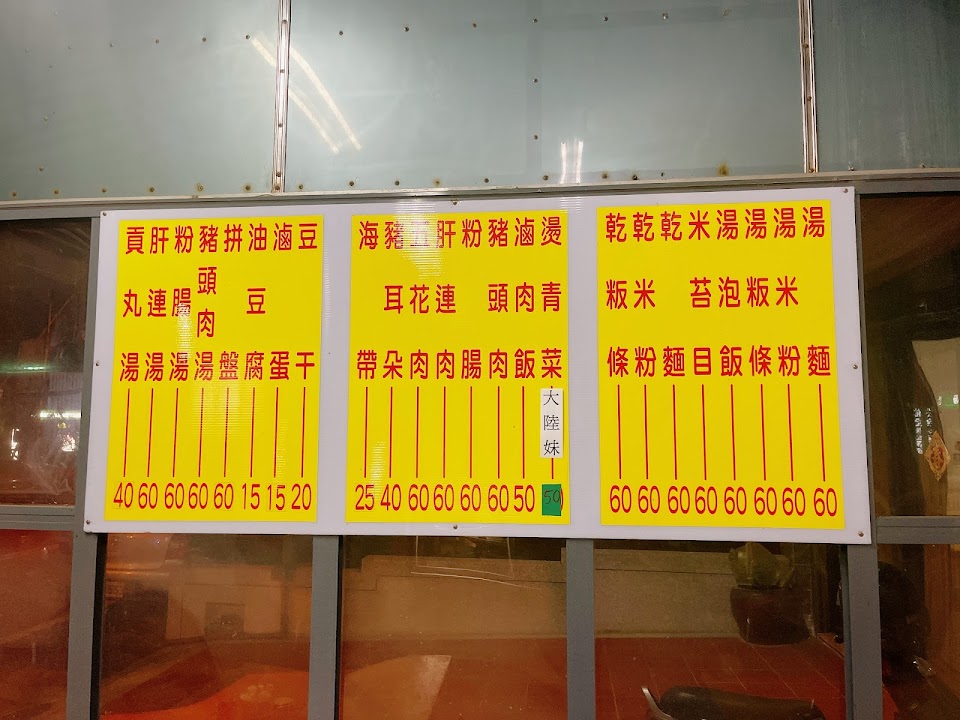 湯麵 60
湯米粉 60
湯粄條 60
湯泡飯 60
米苔目 60
乾麵 60
乾米粉 60
乾粄條 60
燙青菜 大陸妹 50
滷肉飯 50
豬頭肉 60
粉腸 60
肝連肉 60
五花肉 60
豬耳朵 40
海帶 25
豆干 20
滷蛋 15
油豆腐 15
拼盤 60
豬頭肉湯 60
粉腸湯 60
肝連湯 60
貢丸湯 40